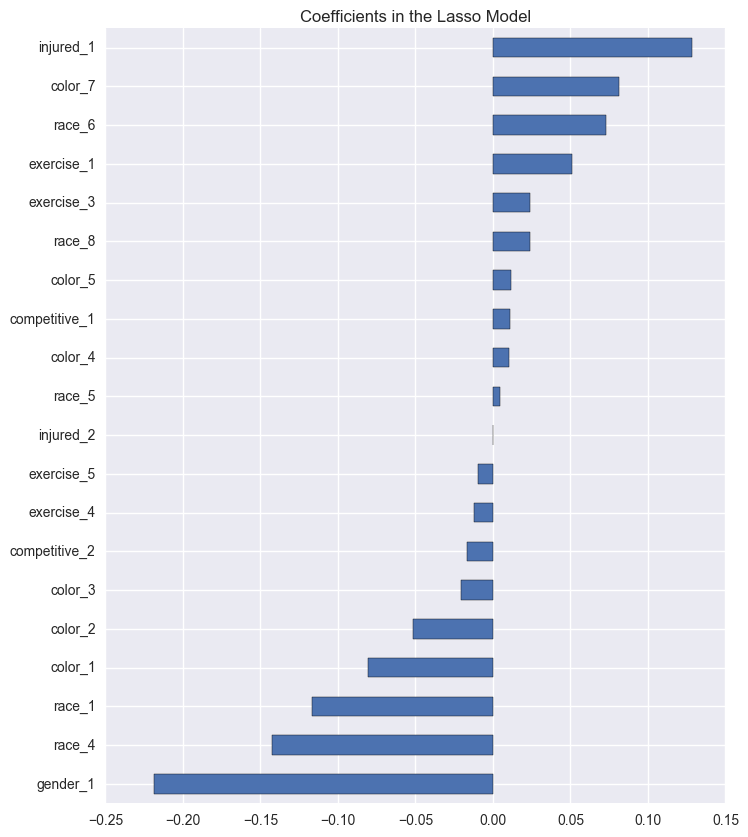 Coefficients in the Lasso Model
injured_1
color_7
race_6
exercise_1
exercise_3
race_8
color_5
competitive_1
color_4
race_5
injured_2
exercise_5
exercise_4
competitive_2
color_3
color_2
color_1
race_1
race_4
gender_1
−0.25 −0.20 −0.15 −0.10 −0.05 0.00 0.05 0.10 0.15